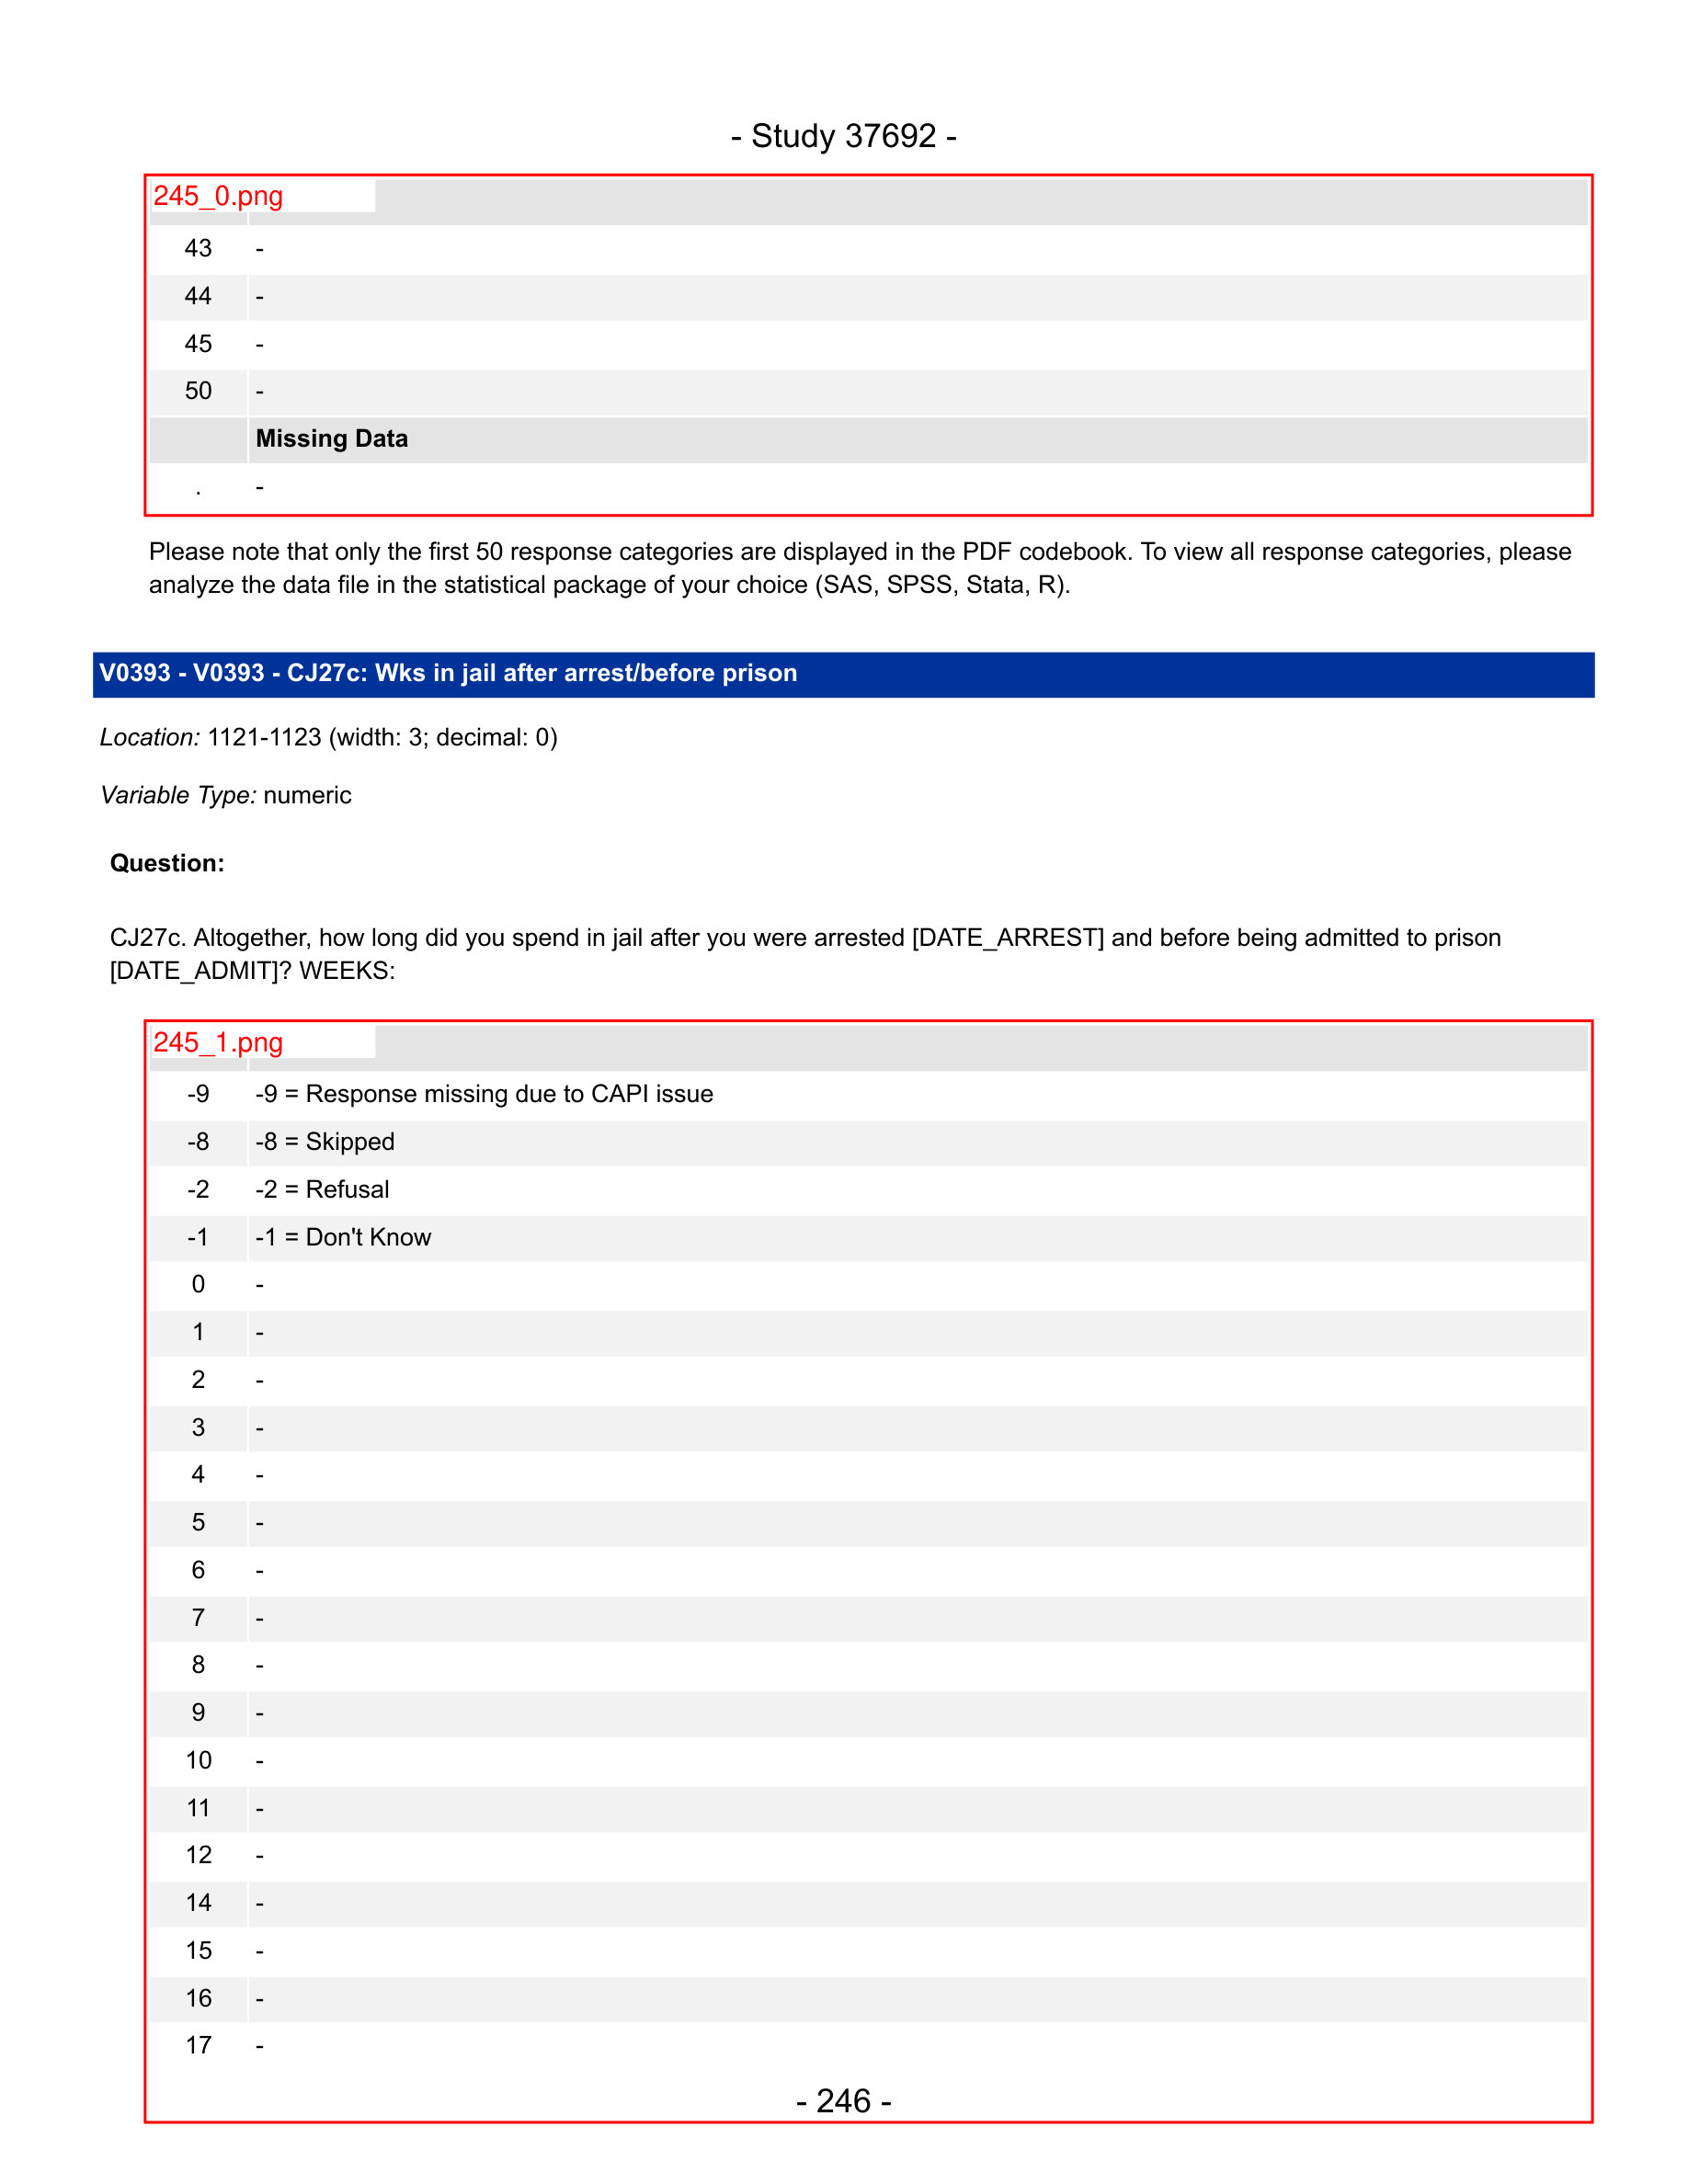 - Study 37692 -
245_0.png
43 -
44 -
45 -
50 -
Missing Data
. -
Please note that only the first 50 response categories are displayed in the PDF codebook. To view all response categories, please
analyze the data file in the statistical package of your choice (SAS, SPSS, Stata, R).
V0393 - V0393 - CJ27c: Wks in jail after arrest/before prison
Location: 1121-1123 (width: 3; decimal: 0)
Variable Type: numeric
Question:
CJ27c. Altogether, how long did you spend in jail after you were arrested [DATE_ARREST] and before being admitted to prison
[DATE_ADMIT]? WEEKS:
245_1.png
-9 -9 = Response missing due to CAPI issue
-8 -8 = Skipped
-2 -2 = Refusal
-1 -1 = Don't Know
0 -
1 -
2 -
3 -
4 -
5 -
6 -
7 -
8 -
9 -
10 -
11 -
12 -
14 -
15 -
16 -
17 -
- 246 -